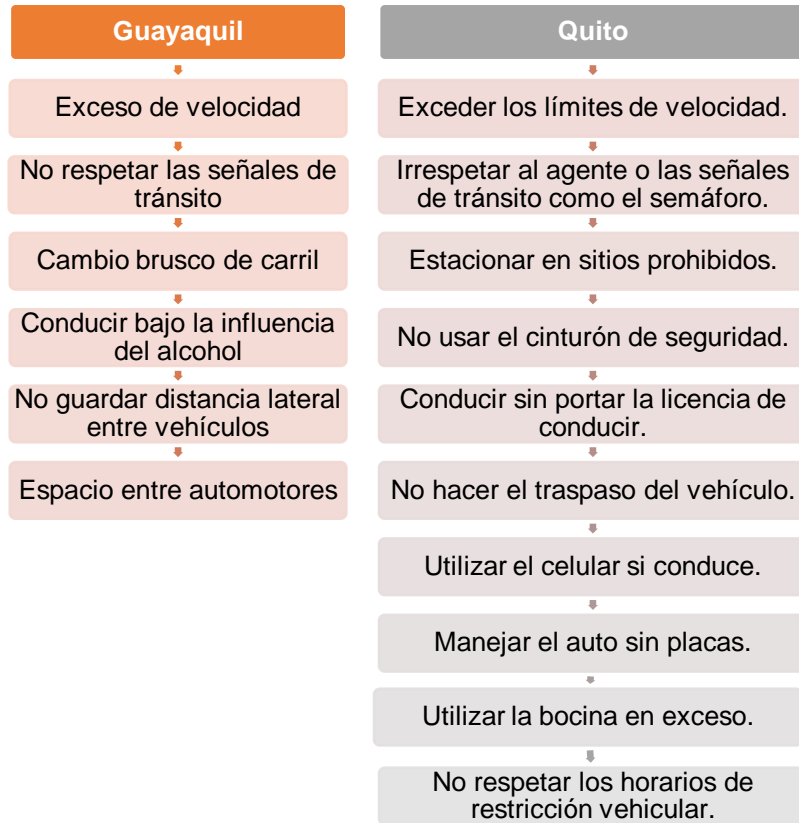 Guayaquil
Exceso de velocidad
No respetar las señales de
tránsito
Cambio brusco de carril
Conducir bajo la influencia
del alcohol
No guardar distancia lateral
entre vehículos
Espacio entre automotores
Quito
Exceder los límites de velocidad.
Irrespetar al agente o las señales
de tránsito como el semáforo.
Estacionar en sitios prohibidos.
No usar el cinturón de seguridad.
Conducir sin portar la licencia de
conducir.
No hacer el traspaso del vehículo.
Utilizar el celular si conduce.
Manejar el auto sin placas.
Utilizar la bocina en exceso.
No respetar los horarios de
restricción vehicular.